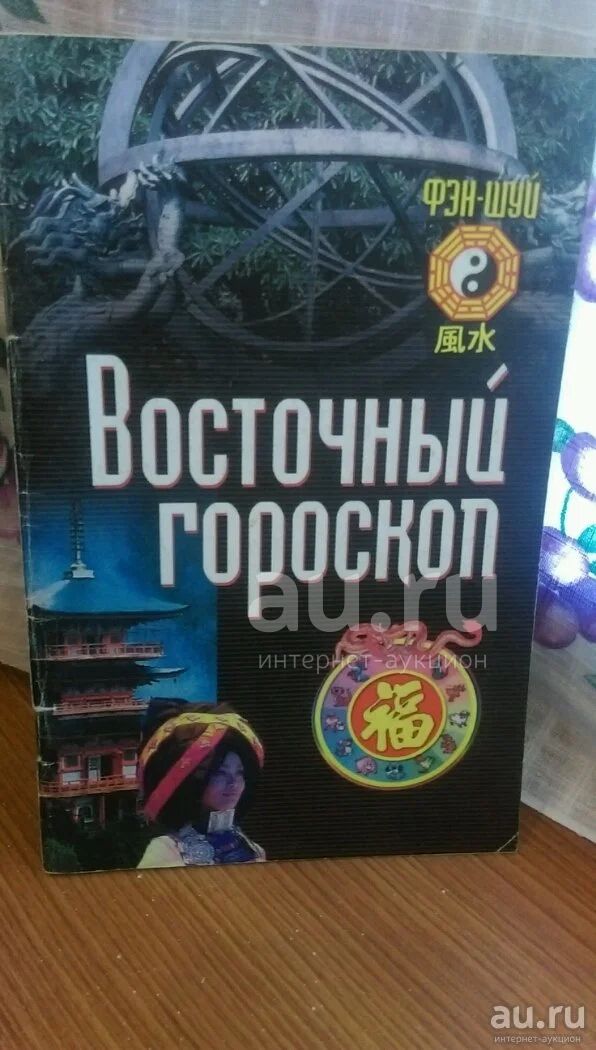 ФЭН-ШУЙ
風水
Восточный
гороскоп
au.ru
интернет-аукцион
福
au.ru
интернет-аукцион